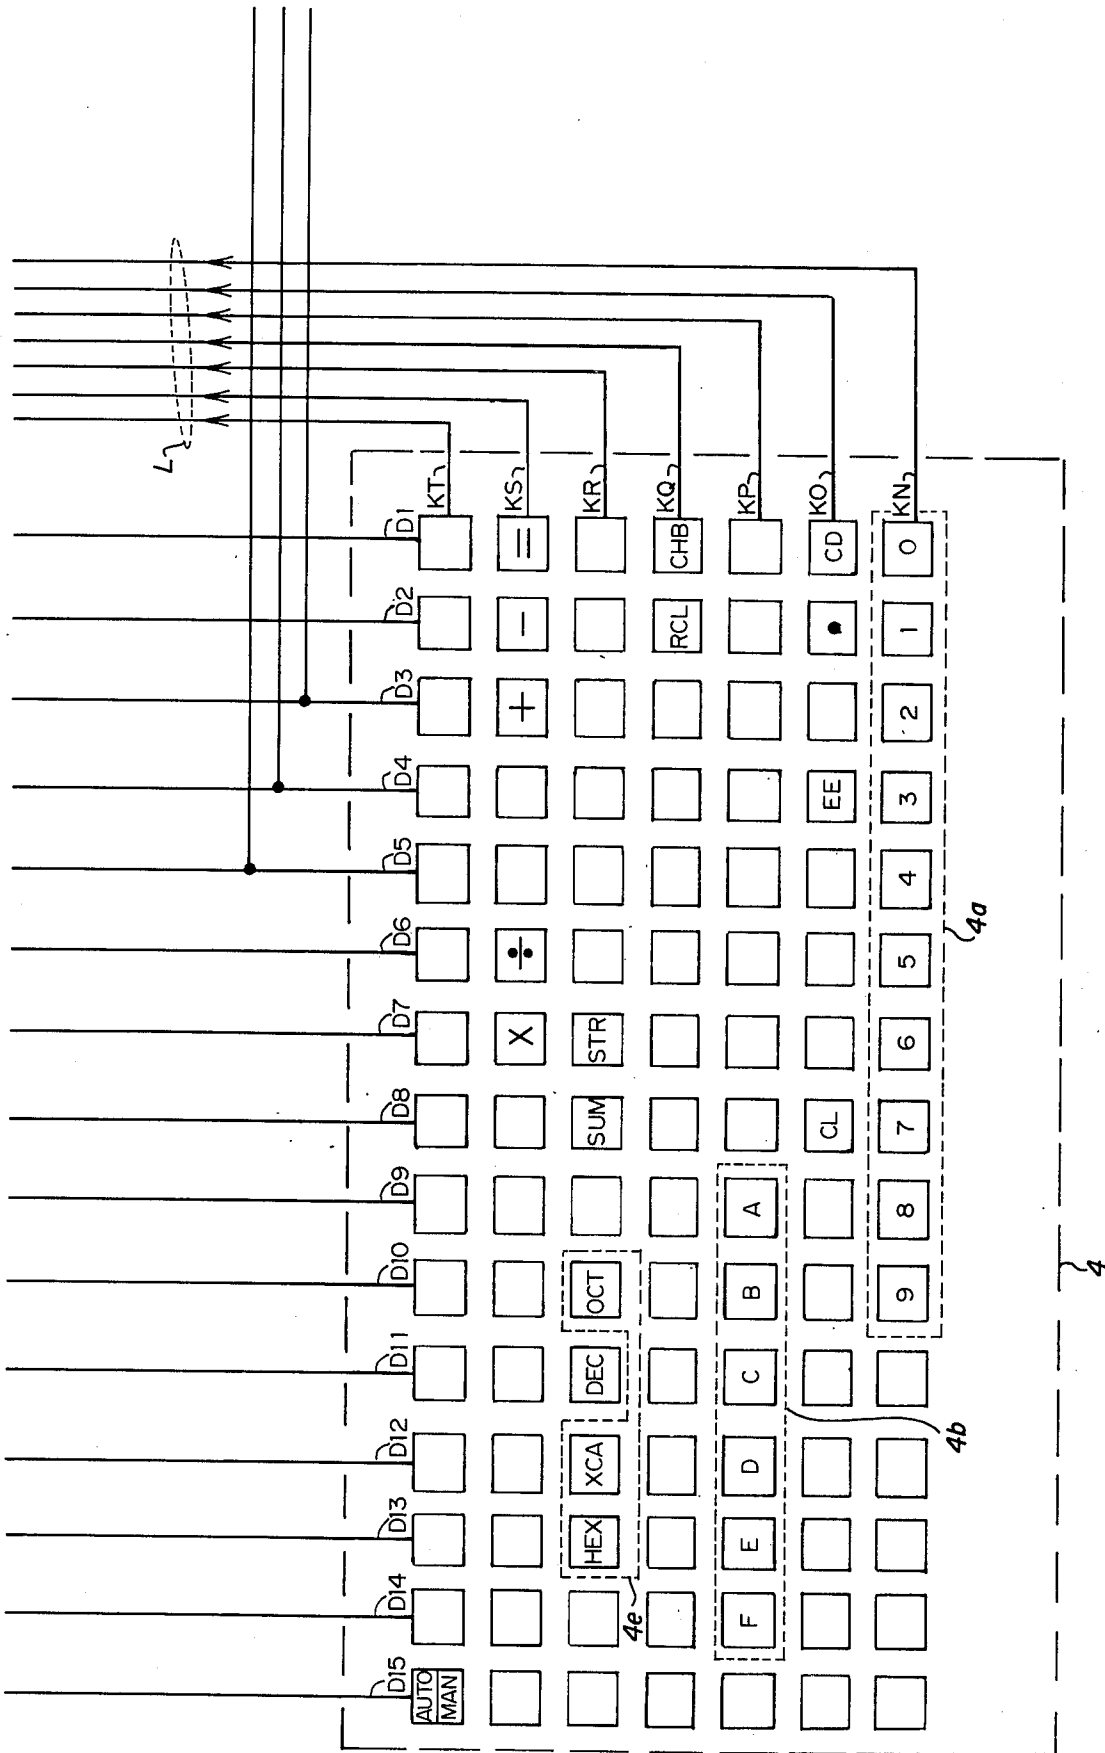 D15 D14 D13 D12 D11 D10 D9 D8 D7 D6 D5 D4 D3 D2 D1
AUTO
MAN KT
X ÷ + − = KS
HEX XCA DEC OCT SUM STR KR
4e
RCL CHB KQ
F E D C B A KP
4b
CL EE • CD KO
9 8 7 6 5 4 3 2 1 0 KN
4a
4